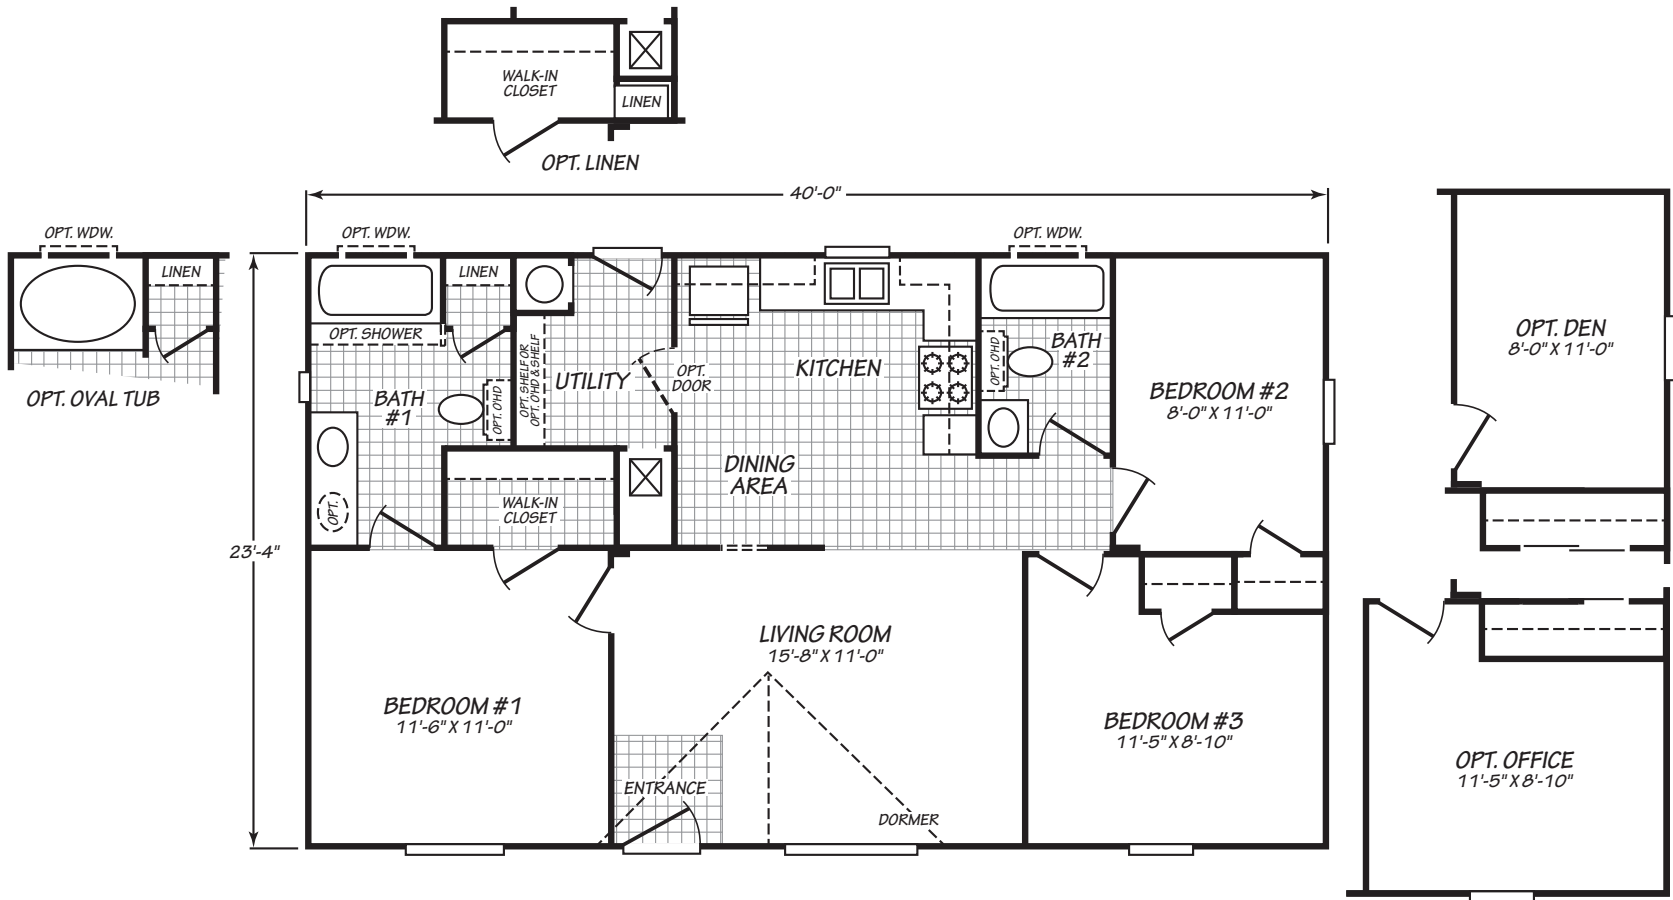 WALK-IN
CLOSET
LINEN
OPT. LINEN
40'-0"
OPT. WDW.
LINEN
OPT. OVAL TUB
23'-4"
OPT. WDW.
LINEN
OPT. SHOWER
BATH
#1
OPT. O'HD
OPT.
OPT. SHELF OR
OPT. O'HD & SHELF
UTILITY
OPT.
DOOR
WALK-IN
CLOSET
KITCHEN
DINING
AREA
OPT. WDW.
OPT. O'HD
BATH
#2
BEDROOM #2
8'-0" X 11'-0"
BEDROOM #1
11'-6" X 11'-0"
LIVING ROOM
15'-8" X 11'-0"
ENTRANCE
DORMER
BEDROOM #3
11'-5" X 8'-10"
OPT. DEN
8'-0" X 11'-0"
OPT. OFFICE
11'-5" X 8'-10"